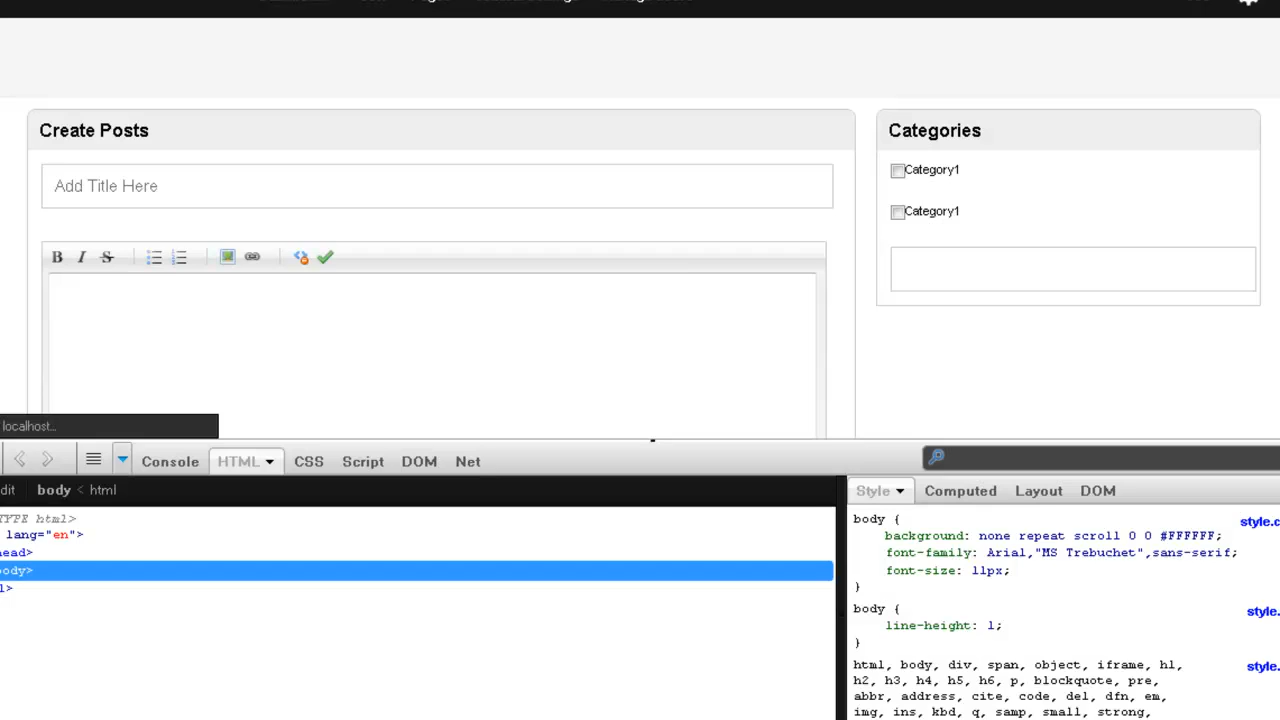 Create Posts
Categories
Add Title Here
Category1
Category1
B I S
localhost...
Console HTML CSS Script DOM Net
dit body < html
Style Computed Layout DOM
TYPE html>
lang="en">
ead>
ody>
l>
body {
style.c
background: none repeat scroll 0 0 #FFFFFF;
font-family: Arial,"MS Trebuchet",sans-serif;
font-size: 11px;
}
body {
style.
line-height: 1;
}
html, body, div, span, object, iframe, h1,
style.
h2, h3, h4, h5, h6, p, blockquote, pre,
abbr, address, cite, code, del, dfn, em,
img, ins, kbd, q, samp, small, strong,